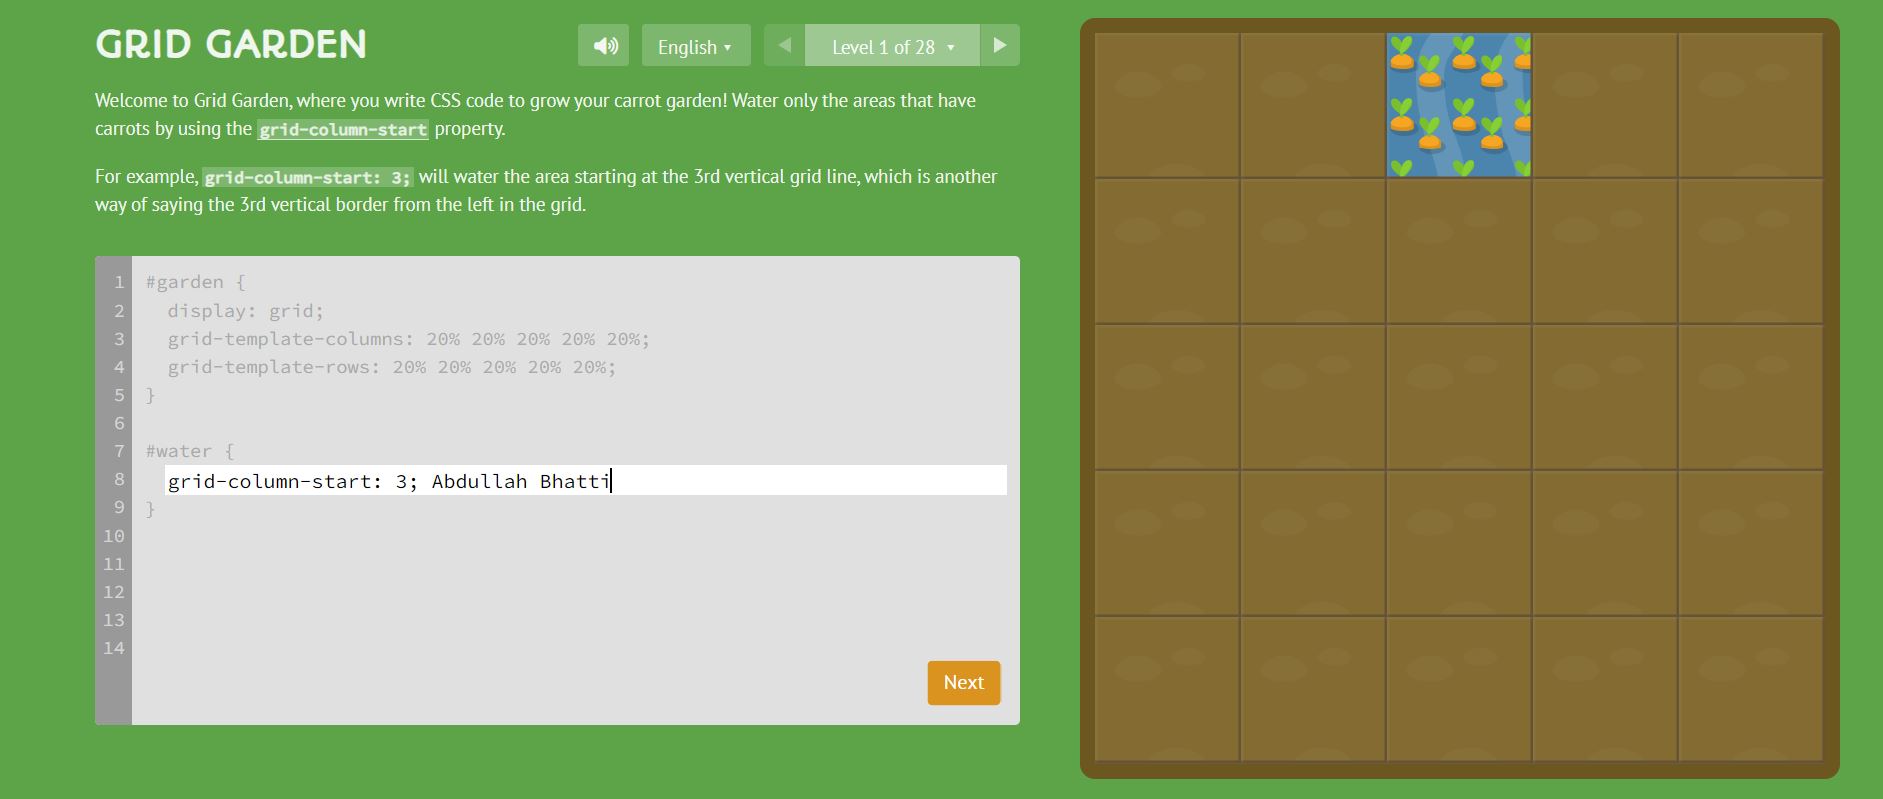 GRID GARDEN
English ▾
Level 1 of 28 ▾
Welcome to Grid Garden, where you write CSS code to grow your carrot garden! Water only the areas that have
carrots by using the grid-column-start property.
For example, grid-column-start: 3; will water the area starting at the 3rd vertical grid line, which is another
way of saying the 3rd vertical border from the left in the grid.
1 #garden {
2 display: grid;
3 grid-template-columns: 20% 20% 20% 20% 20%;
4 grid-template-rows: 20% 20% 20% 20% 20%;
5 }
6
7 #water {
8 grid-column-start: 3; Abdullah Bhatti
9 }
10
11
12
13
14
Next